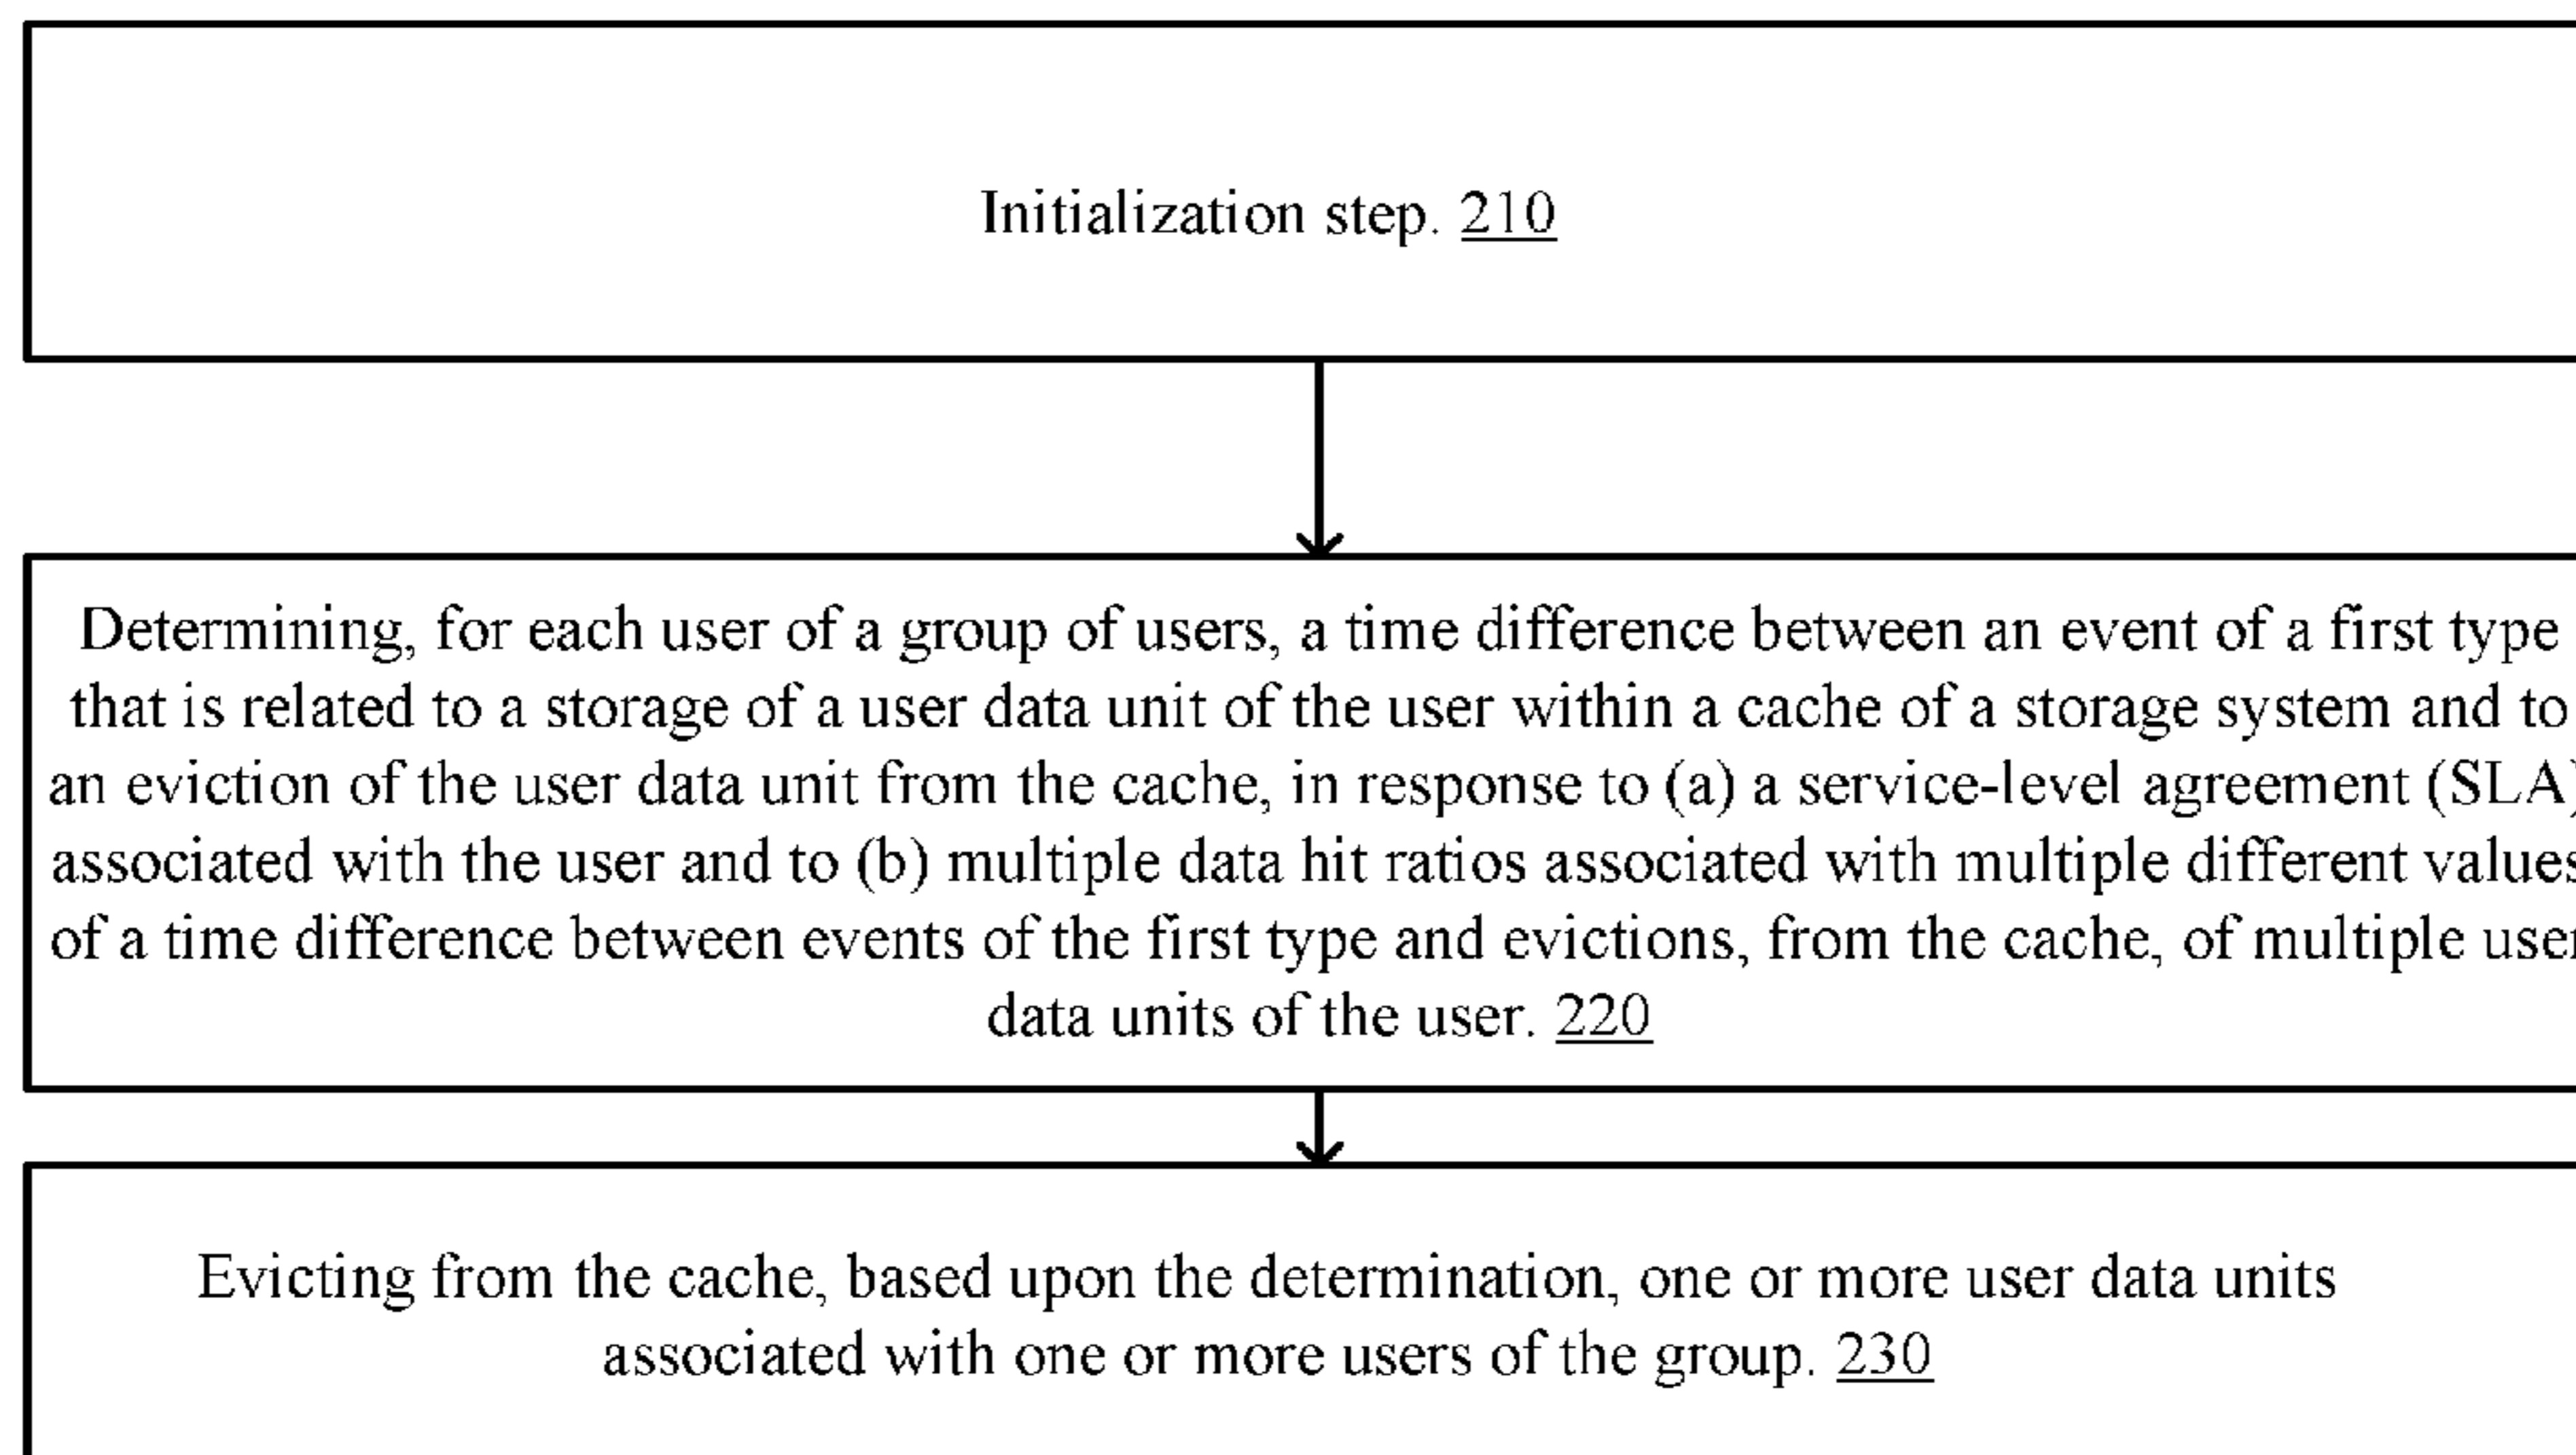 Initialization step. 210
Determining, for each user of a group of users, a time difference between an event of a first type
that is related to a storage of a user data unit of the user within a cache of a storage system and to
an eviction of the user data unit from the cache, in response to (a) a service-level agreement (SLA)
associated with the user and to (b) multiple data hit ratios associated with multiple different values
of a time difference between events of the first type and evictions, from the cache, of multiple user
data units of the user. 220
Evicting from the cache, based upon the determination, one or more user data units
associated with one or more users of the group. 230